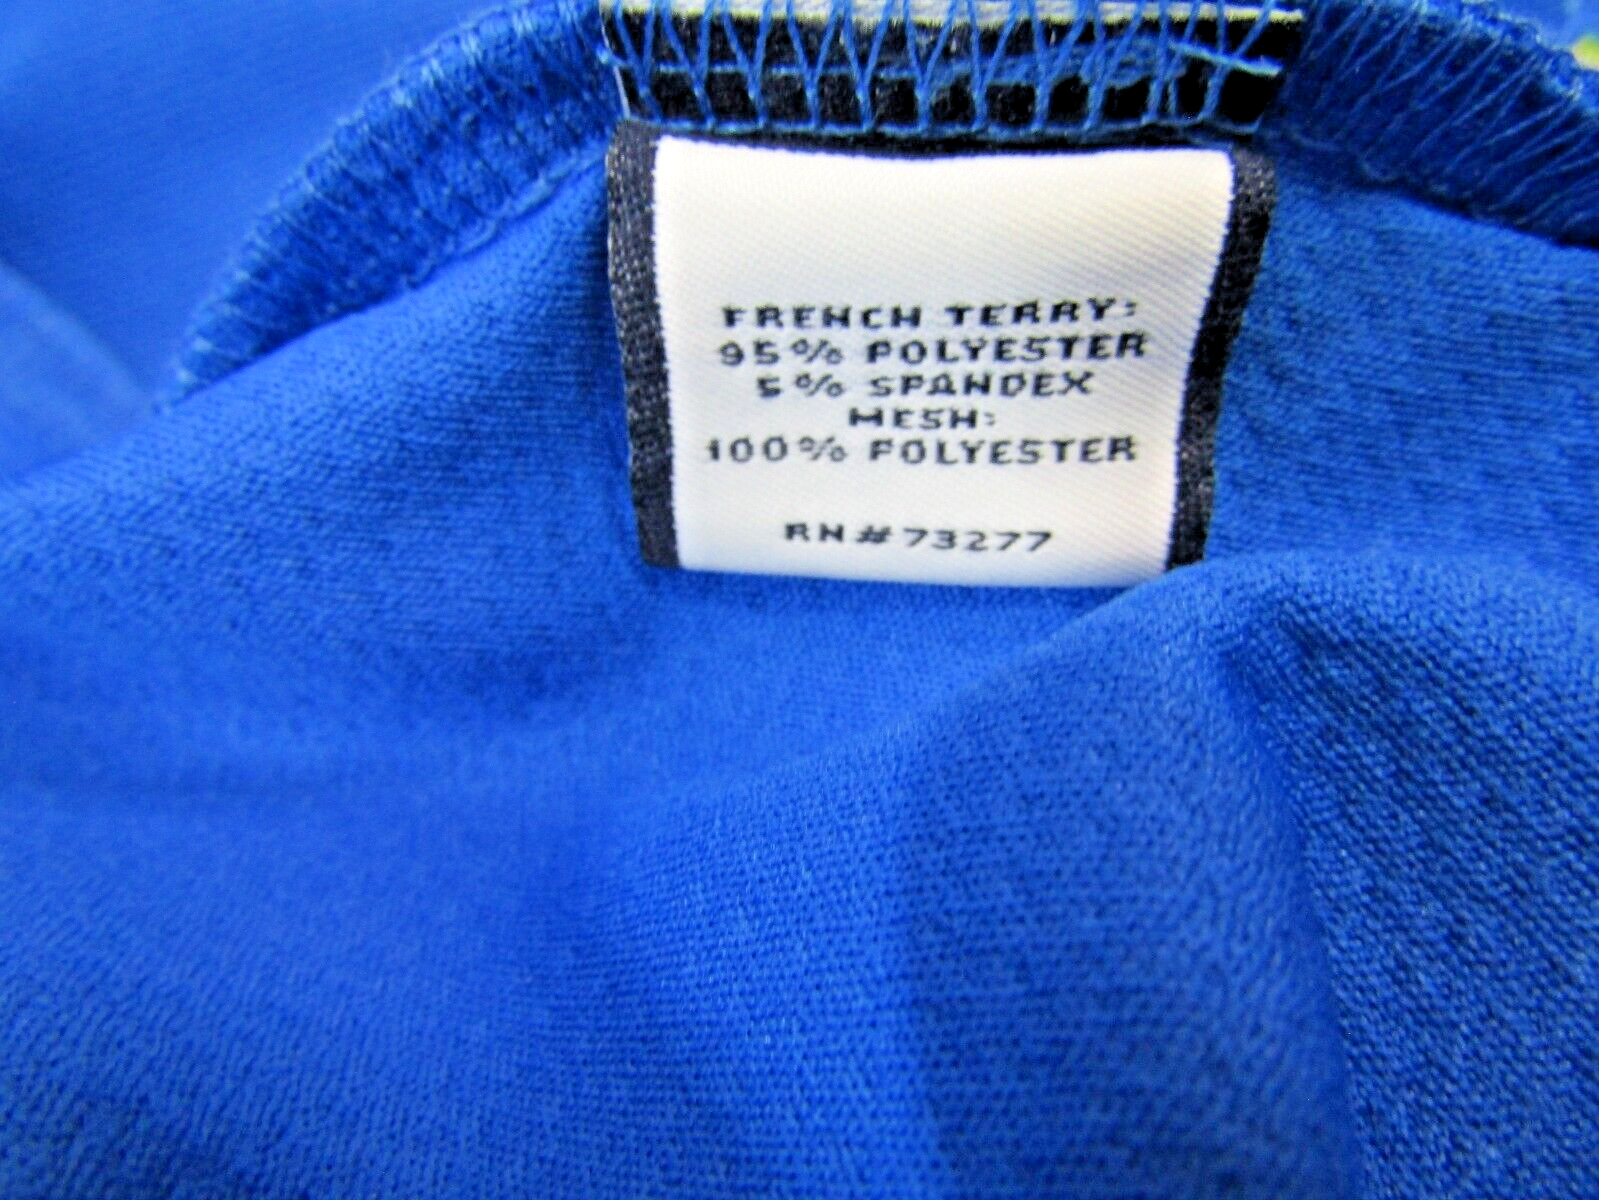 FRENCH TERRY:
95% POLYESTER
5% SPANDEX
MESH:
100% POLYESTER
RN#73277